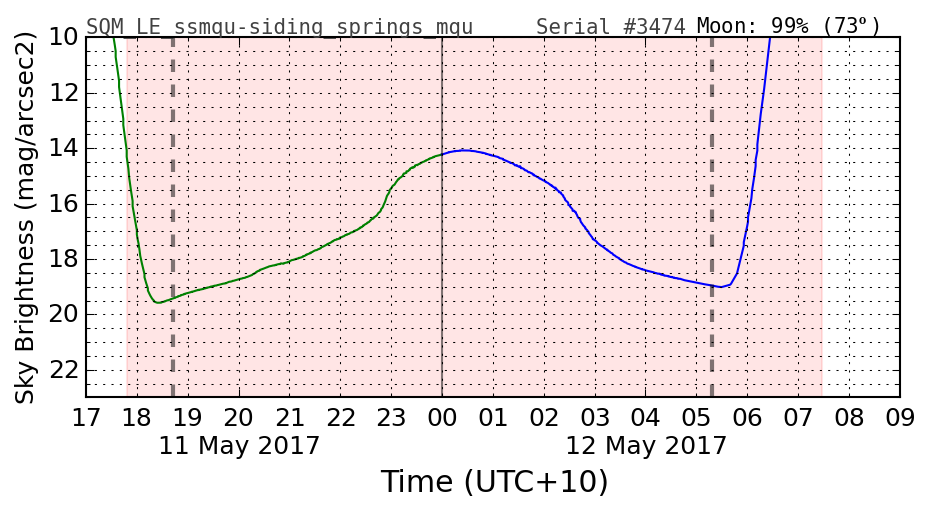 SQM_LE_ssmqu-siding_springs_mqu Serial #3474 Moon: 99% (73°)
Sky Brightness (mag/arcsec2)
10
12
14
16
18
20
22
17 18 19 20 21 22 23 00 01 02 03 04 05 06 07 08 09
11 May 2017 12 May 2017
Time (UTC+10)